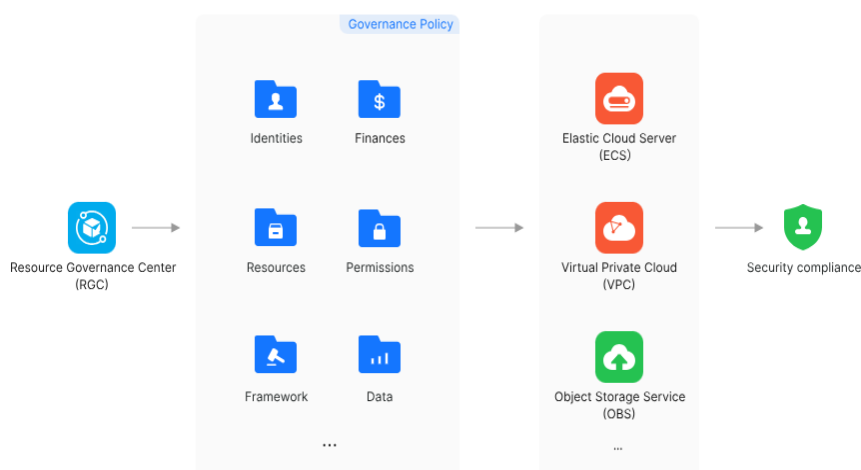 Governance Policy
Identities
Finances
Elastic Cloud Server
(ECS)
Resource Governance Center
(RGC)
Resources
Permissions
Virtual Private Cloud
(VPC)
Security compliance
Framework
Data
Object Storage Service
(OBS)
...
...